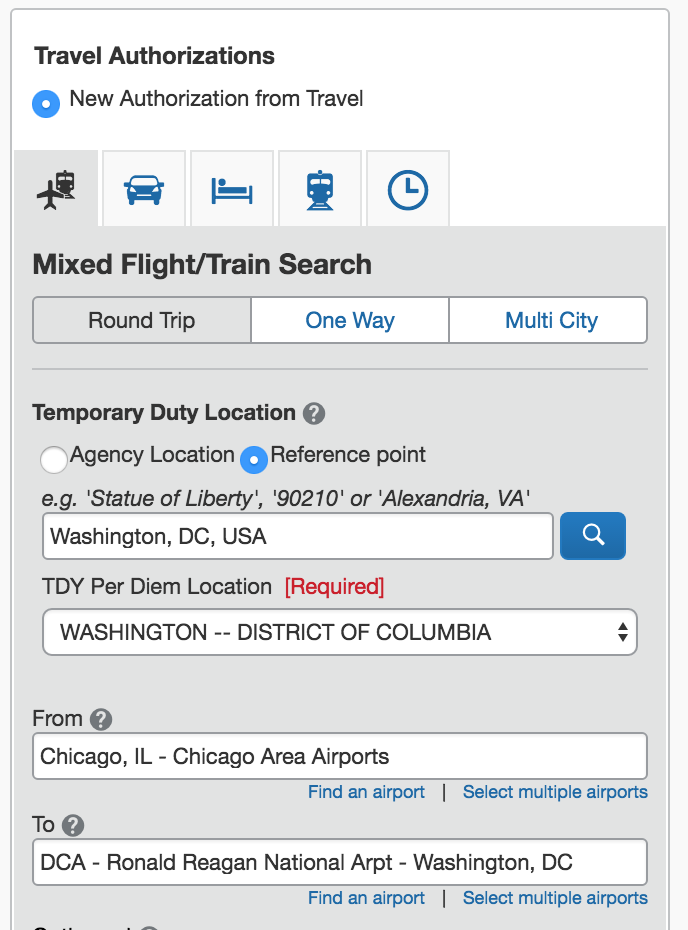 Travel Authorizations
New Authorization from Travel
Mixed Flight/Train Search
Round Trip One Way Multi City
Temporary Duty Location ?
Agency Location Reference point
e.g. 'Statue of Liberty', '90210' or 'Alexandria, VA'
Washington, DC, USA
TDY Per Diem Location [Required]
WASHINGTON -- DISTRICT OF COLUMBIA
From ?
Chicago, IL - Chicago Area Airports
Find an airport | Select multiple airports
To ?
DCA - Ronald Reagan National Arpt - Washington, DC
Find an airport | Select multiple airports